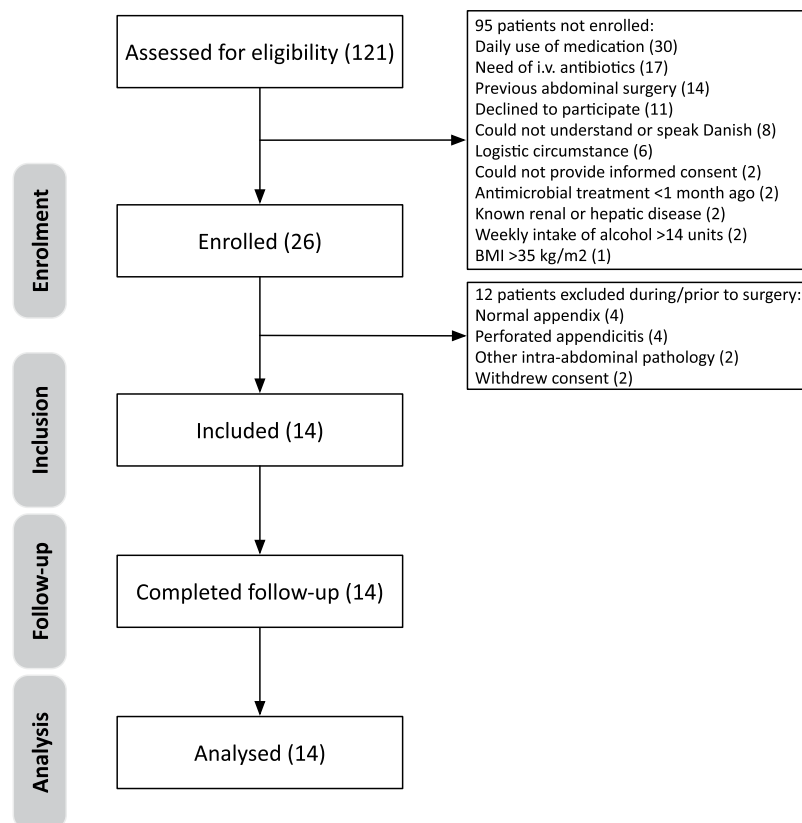 Assessed for eligibility (121)
95 patients not enrolled:
Daily use of medication (30)
Need of i.v. antibiotics (17)
Previous abdominal surgery (14)
Declined to participate (11)
Could not understand or speak Danish (8)
Logistic circumstance (6)
Could not provide informed consent (2)
Antimicrobial treatment <1 month ago (2)
Known renal or hepatic disease (2)
Weekly intake of alcohol >14 units (2)
BMI >35 kg/m2 (1)
Enrolment
Enrolled (26)
12 patients excluded during/prior to surgery:
Normal appendix (4)
Perforated appendicitis (4)
Other intra-abdominal pathology (2)
Withdrew consent (2)
Inclusion
Included (14)
Follow-up
Completed follow-up (14)
Analysis
Analysed (14)